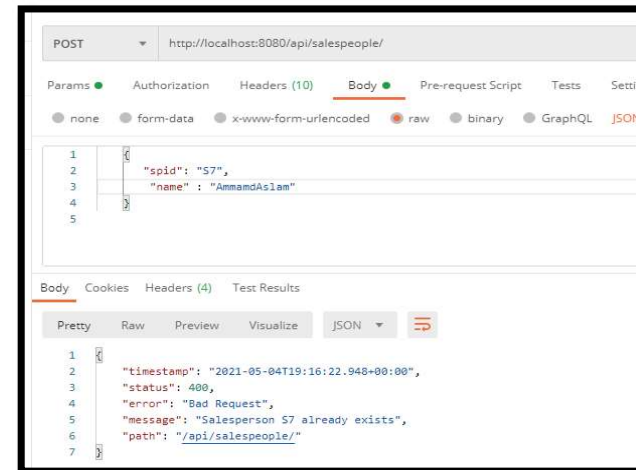 POST http://localhost:8080/api/salespeople/
Params Authorization Headers (10) Body Pre-request Script Tests
none form-data x-www-form-urlencoded raw binary GraphQL JSON
1 {
2 "spid": "S7",
3 "name" : "AmmamdAslam"
4 }
5
Body Cookies Headers (4) Test Results
Pretty Raw Preview Visualize JSON
1 {
2 "timestamp": "2021-05-04T19:16:22.948+00:00",
3 "status": 400,
4 "error": "Bad Request",
5 "message": "Salesperson S7 already exists",
6 "path": "/api/salespeople/"
7 }